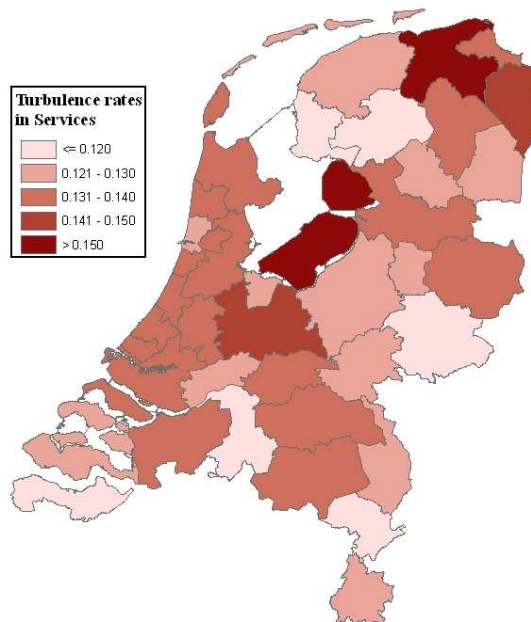 Turbulence rates
in Services
<= 0.120
0.121 - 0.130
0.131 - 0.140
0.141 - 0.150
> 0.150